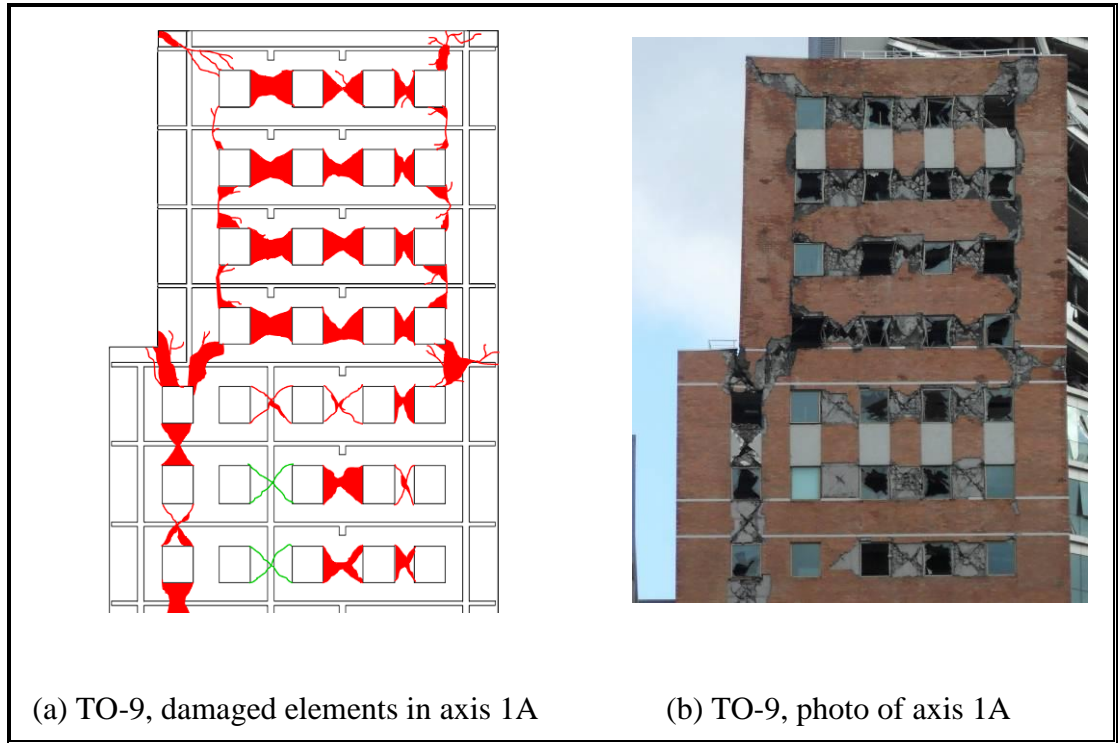 (a) TO-9, damaged elements in axis 1A
(b) TO-9, photo of axis 1A